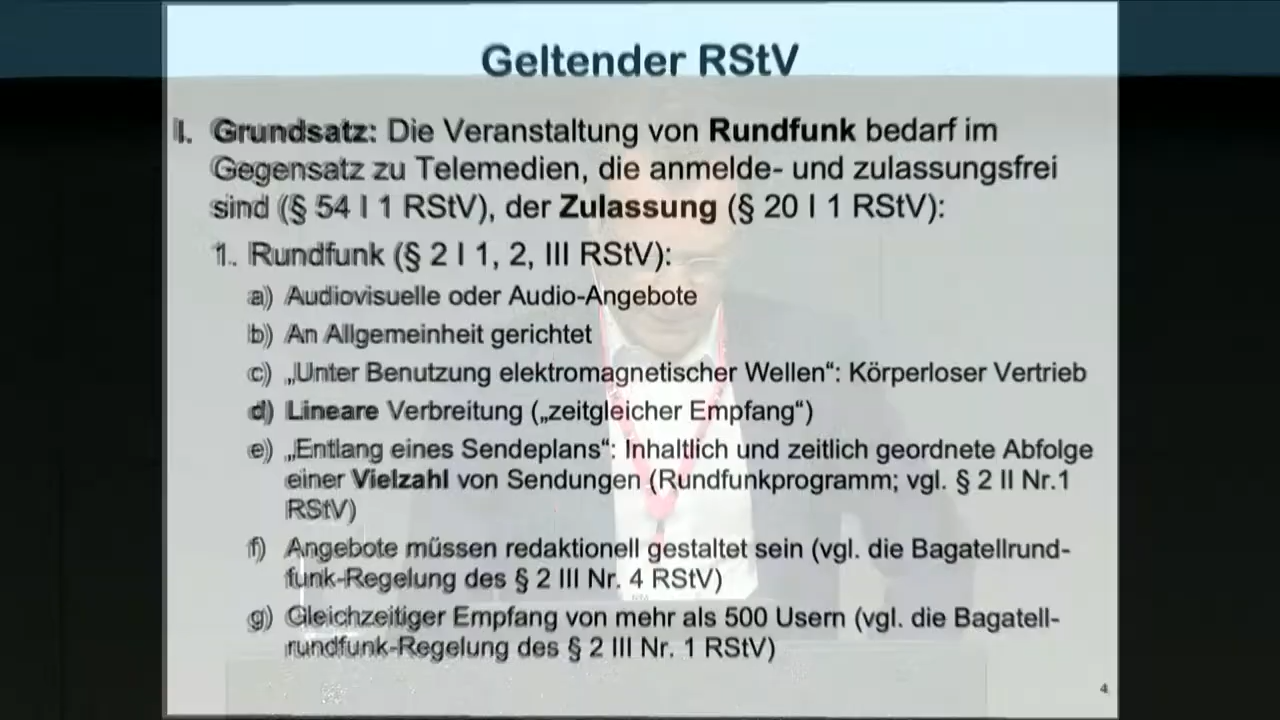 Geltender RStV
I. Grundsatz: Die Veranstaltung von Rundfunk bedarf im
Gegensatz zu Telemedien, die anmelde- und zulassungsfrei
sind (§ 54 I 1 RStV), der Zulassung (§ 20 I 1 RStV):
1. Rundfunk (§ 2 I 1, 2, III RStV):
a) Audiovisuelle oder Audio-Angebote
b) An Allgemeinheit gerichtet
c) „Unter Benutzung elektromagnetischer Wellen“: Körperloser Vertrieb
d) Lineare Verbreitung („zeitgleicher Empfang“)
e) „Entlang eines Sendeplans“: Inhaltlich und zeitlich geordnete Abfolge
einer Vielzahl von Sendungen (Rundfunkprogramm; vgl. § 2 II Nr.1
RStV)
f) Angebote müssen redaktionell gestaltet sein (vgl. die Bagatellrund-
funk-Regelung des § 2 III Nr. 4 RStV)
g) Gleichzeitiger Empfang von mehr als 500 Usern (vgl. die Bagatell-
rundfunk-Regelung des § 2 III Nr. 1 RStV)
4